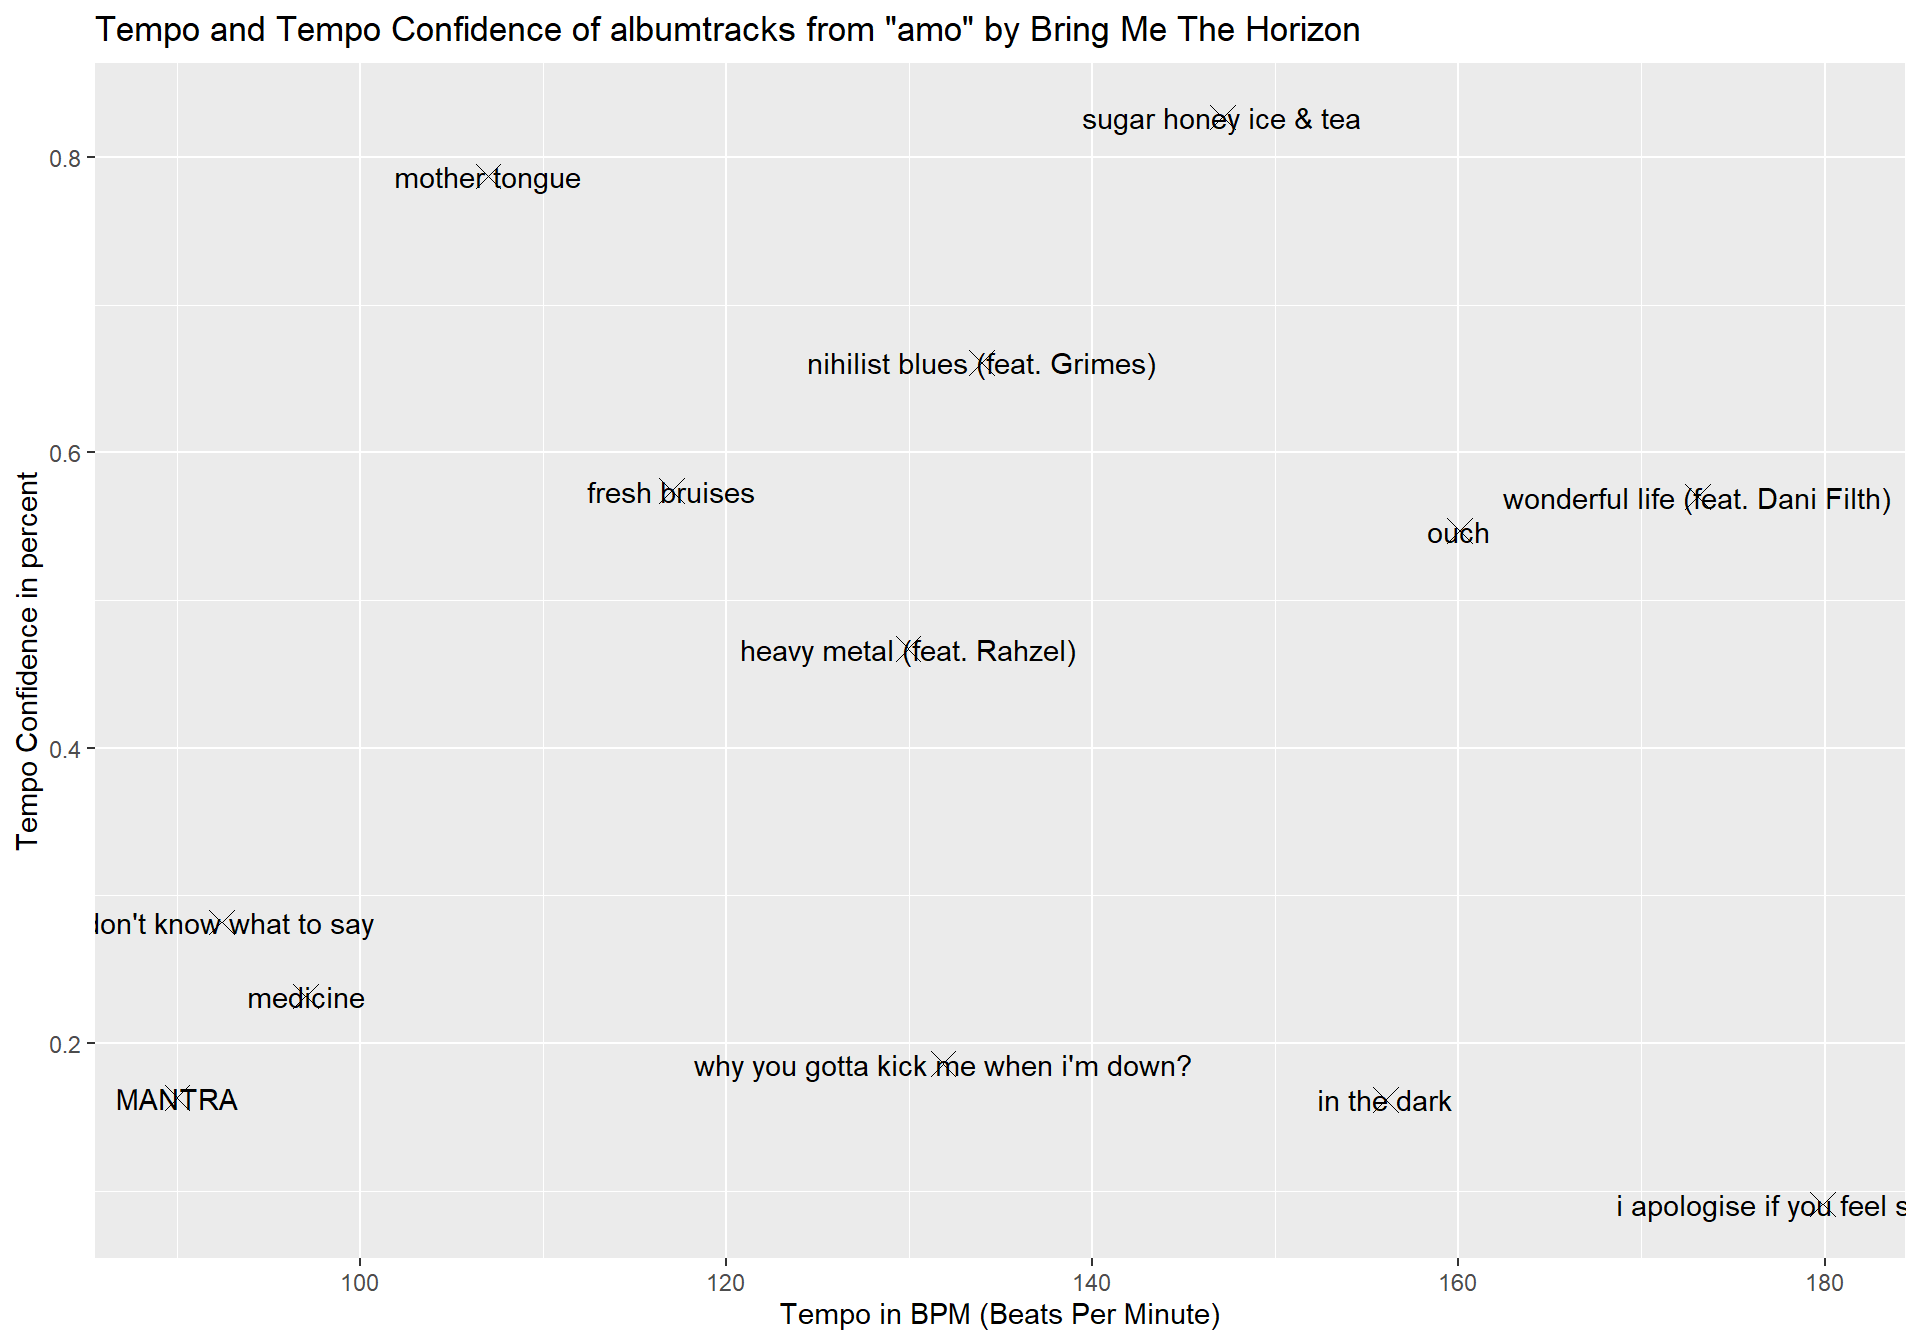 Tempo and Tempo Confidence of albumtracks from "amo" by Bring Me The Horizon
sugar honey ice & tea
0.8
mother tongue
nihilist blues (feat. Grimes)
0.6
fresh bruises
wonderful life (feat. Dani Filth)
ouch
heavy metal (feat. Rahzel)
Tempo Confidence in percent
0.4
don't know what to say
medicine
0.2
why you gotta kick me when i'm down?
MANTRA
in the dark
i apologise if you feel s
100
120
140
160
180
Tempo in BPM (Beats Per Minute)